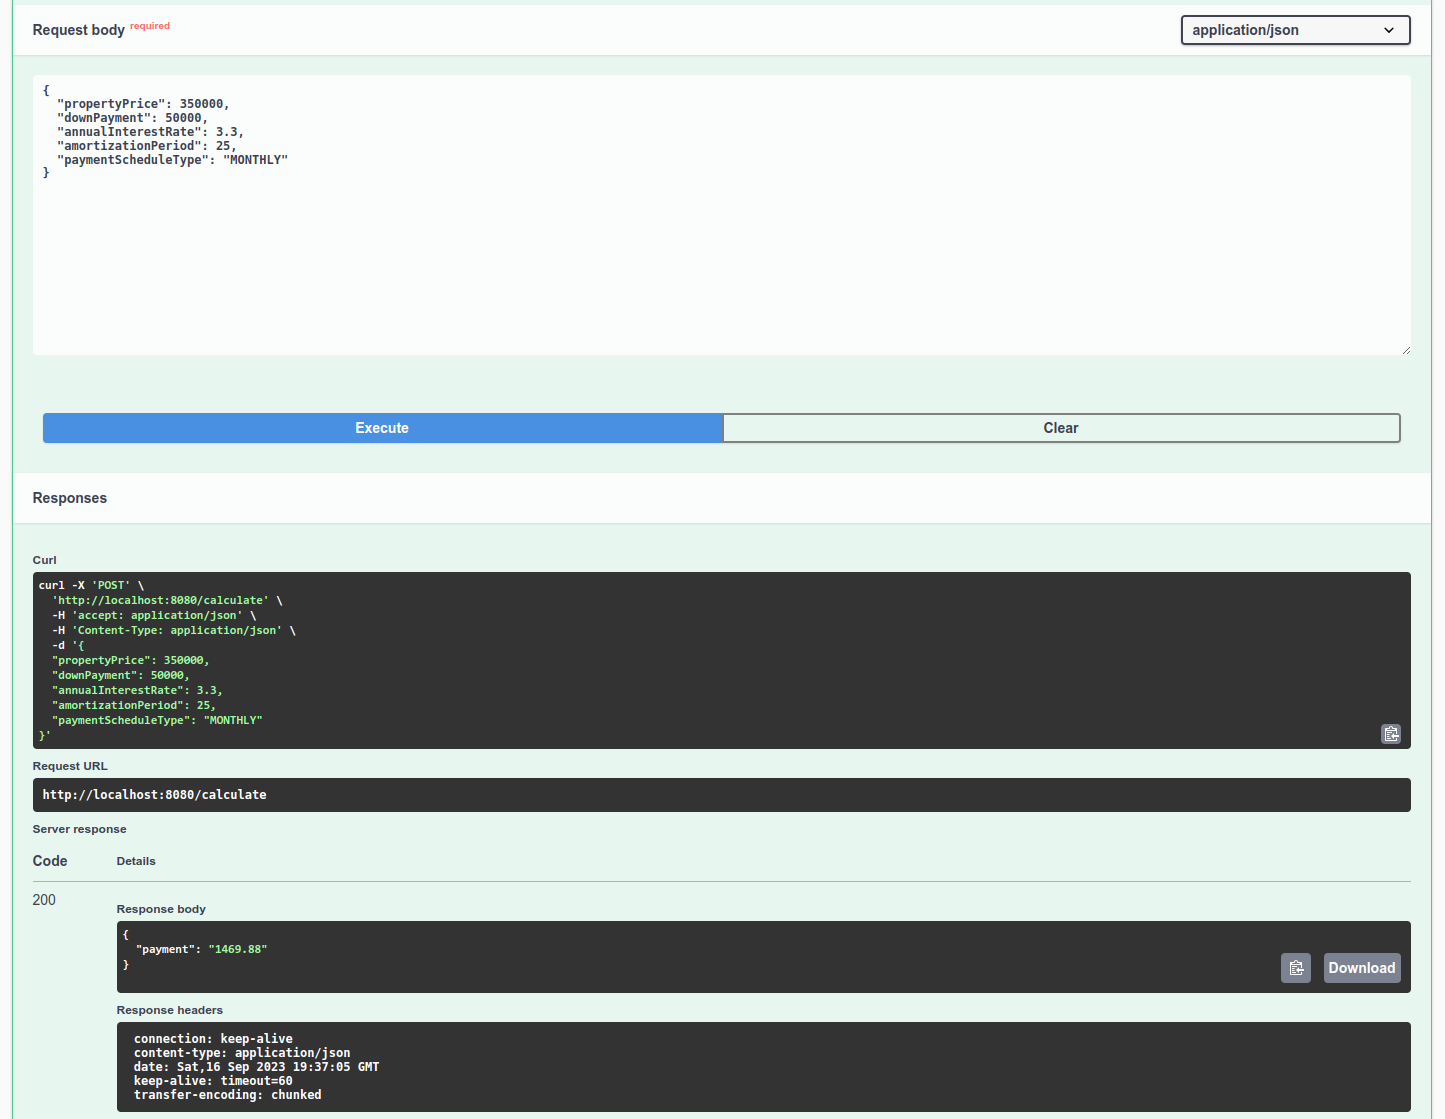 Request body required
application/json
{
  "propertyPrice": 350000,
  "downPayment": 50000,
  "annualInterestRate": 3.3,
  "amortizationPeriod": 25,
  "paymentScheduleType": "MONTHLY"
}
Execute
Clear
Responses
Curl
curl -X 'POST' \
  'http://localhost:8080/calculate' \
  -H 'accept: application/json' \
  -H 'Content-Type: application/json' \
  -d '{
  "propertyPrice": 350000,
  "downPayment": 50000,
  "annualInterestRate": 3.3,
  "amortizationPeriod": 25,
  "paymentScheduleType": "MONTHLY"
}'
Request URL
http://localhost:8080/calculate
Server response
Code Details
200
Response body
{
  "payment": "1469.88"
}
Download
Response headers
connection: keep-alive
content-type: application/json
date: Sat,16 Sep 2023 19:37:05 GMT
keep-alive: timeout=60
transfer-encoding: chunked